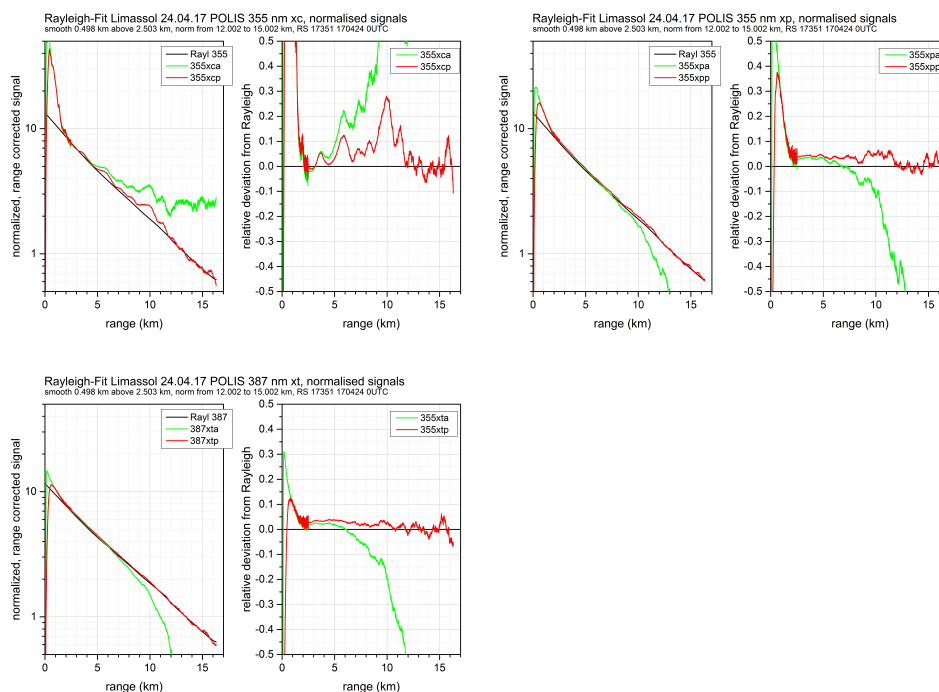 Rayleigh-Fit Limassol 24.04.17 POLIS 355 nm xc, normalised signals
smooth 0.498 km above 2.503 km, norm from 12.002 to 15.002 km, RS 17351 170424 0UTC
normalized, range corrected signal
10
1
0 5 10 15
range (km)
Rayl 355
355xca
355xcp
relative deviation from Rayleigh
0.5
0.4
0.3
0.2
0.1
0.0
-0.1
-0.2
-0.3
-0.4
-0.5
0 5 10 15
range (km)
355xca
355xcp
Rayleigh-Fit Limassol 24.04.17 POLIS 355 nm xp, normalised signals
smooth 0.498 km above 2.503 km, norm from 12.002 to 15.002 km, RS 17351 170424 0UTC
normalized, range corrected signal
10
1
0 5 10 15
range (km)
Rayl 355
355xpa
355xpp
relative deviation from Rayleigh
0.5
0.4
0.3
0.2
0.1
0.0
-0.1
-0.2
-0.3
-0.4
-0.5
0 5 10 15
range (km)
355xpa
355xpp
Rayleigh-Fit Limassol 24.04.17 POLIS 387 nm xt, normalised signals
smooth 0.498 km above 2.503 km, norm from 12.002 to 15.002 km, RS 17351 170424 0UTC
normalized, range corrected signal
10
1
0 5 10 15
range (km)
Rayl 387
387xta
387xtp
relative deviation from Rayleigh
0.5
0.4
0.3
0.2
0.1
0.0
-0.1
-0.2
-0.3
-0.4
-0.5
0 5 10 15
range (km)
355xta
355xtp